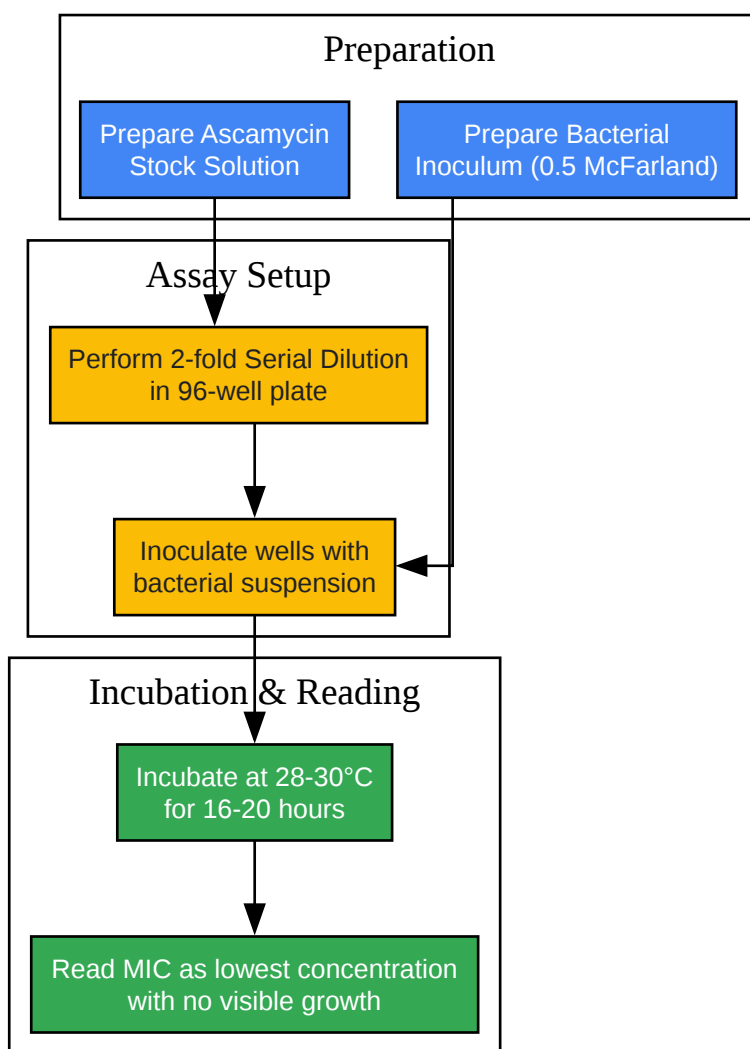 Preparation
Prepare Ascamycin
Stock Solution
Prepare Bacterial
Inoculum (0.5 McFarland)
Assay Setup
Perform 2-fold Serial Dilution
in 96-well plate
Inoculate wells with
bacterial suspension
Incubation & Reading
Incubate at 28-30°C
for 16-20 hours
Read MIC as lowest concentration
with no visible growth